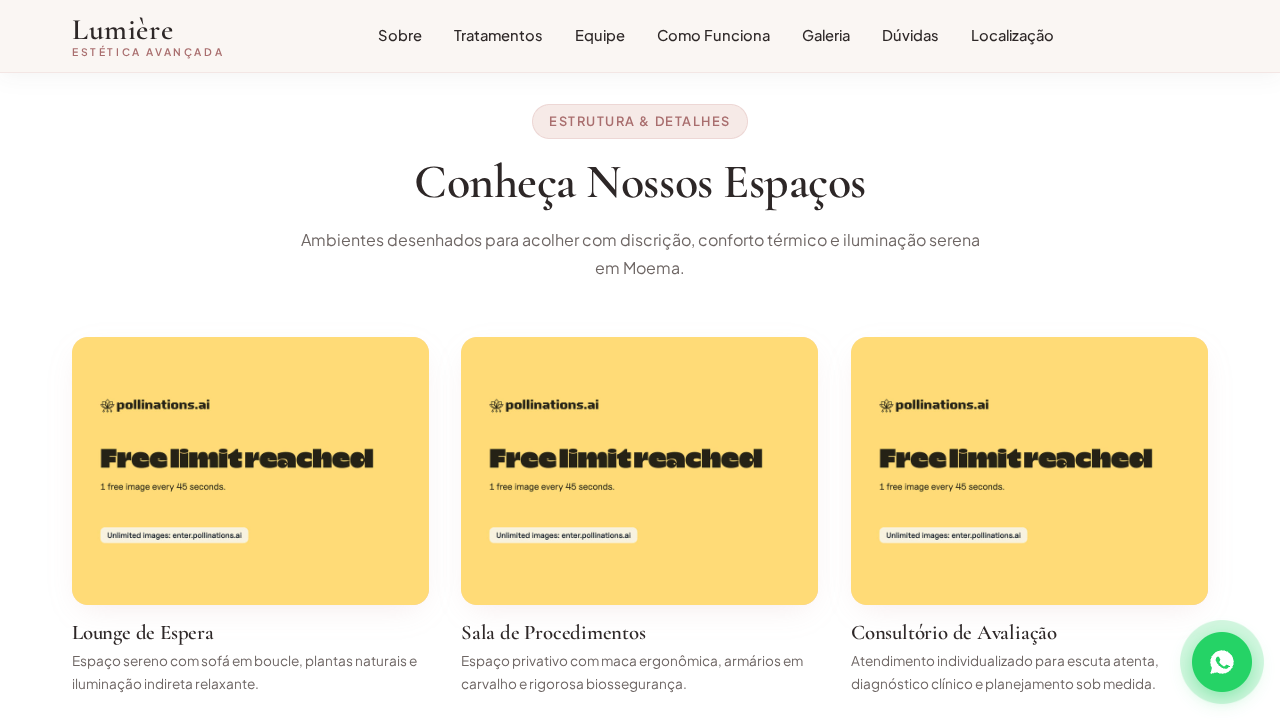 Lumière
ESTÉTICA AVANÇADA
Sobre
Tratamentos
Equipe
Como Funciona
Galeria
Dúvidas
Localização
ESTRUTURA & DETALHES
Conheça Nossos Espaços
Ambientes desenhados para acolher com discrição, conforto térmico e iluminação serena
em Moema.
pollinations.ai
Free limit reached
1 free image every 45 seconds.
Unlimited images: enter.pollinations.ai
pollinations.ai
Free limit reached
1 free image every 45 seconds.
Unlimited images: enter.pollinations.ai
pollinations.ai
Free limit reached
1 free image every 45 seconds.
Unlimited images: enter.pollinations.ai
Lounge de Espera
Espaço sereno com sofá em boucle, plantas naturais e
iluminação indireta relaxante.
Sala de Procedimentos
Espaço privativo com maca ergonômica, armários em
carvalho e rigorosa biossegurança.
Consultório de Avaliação
Atendimento individualizado para escuta atenta,
diagnóstico clínico e planejamento sob medida.